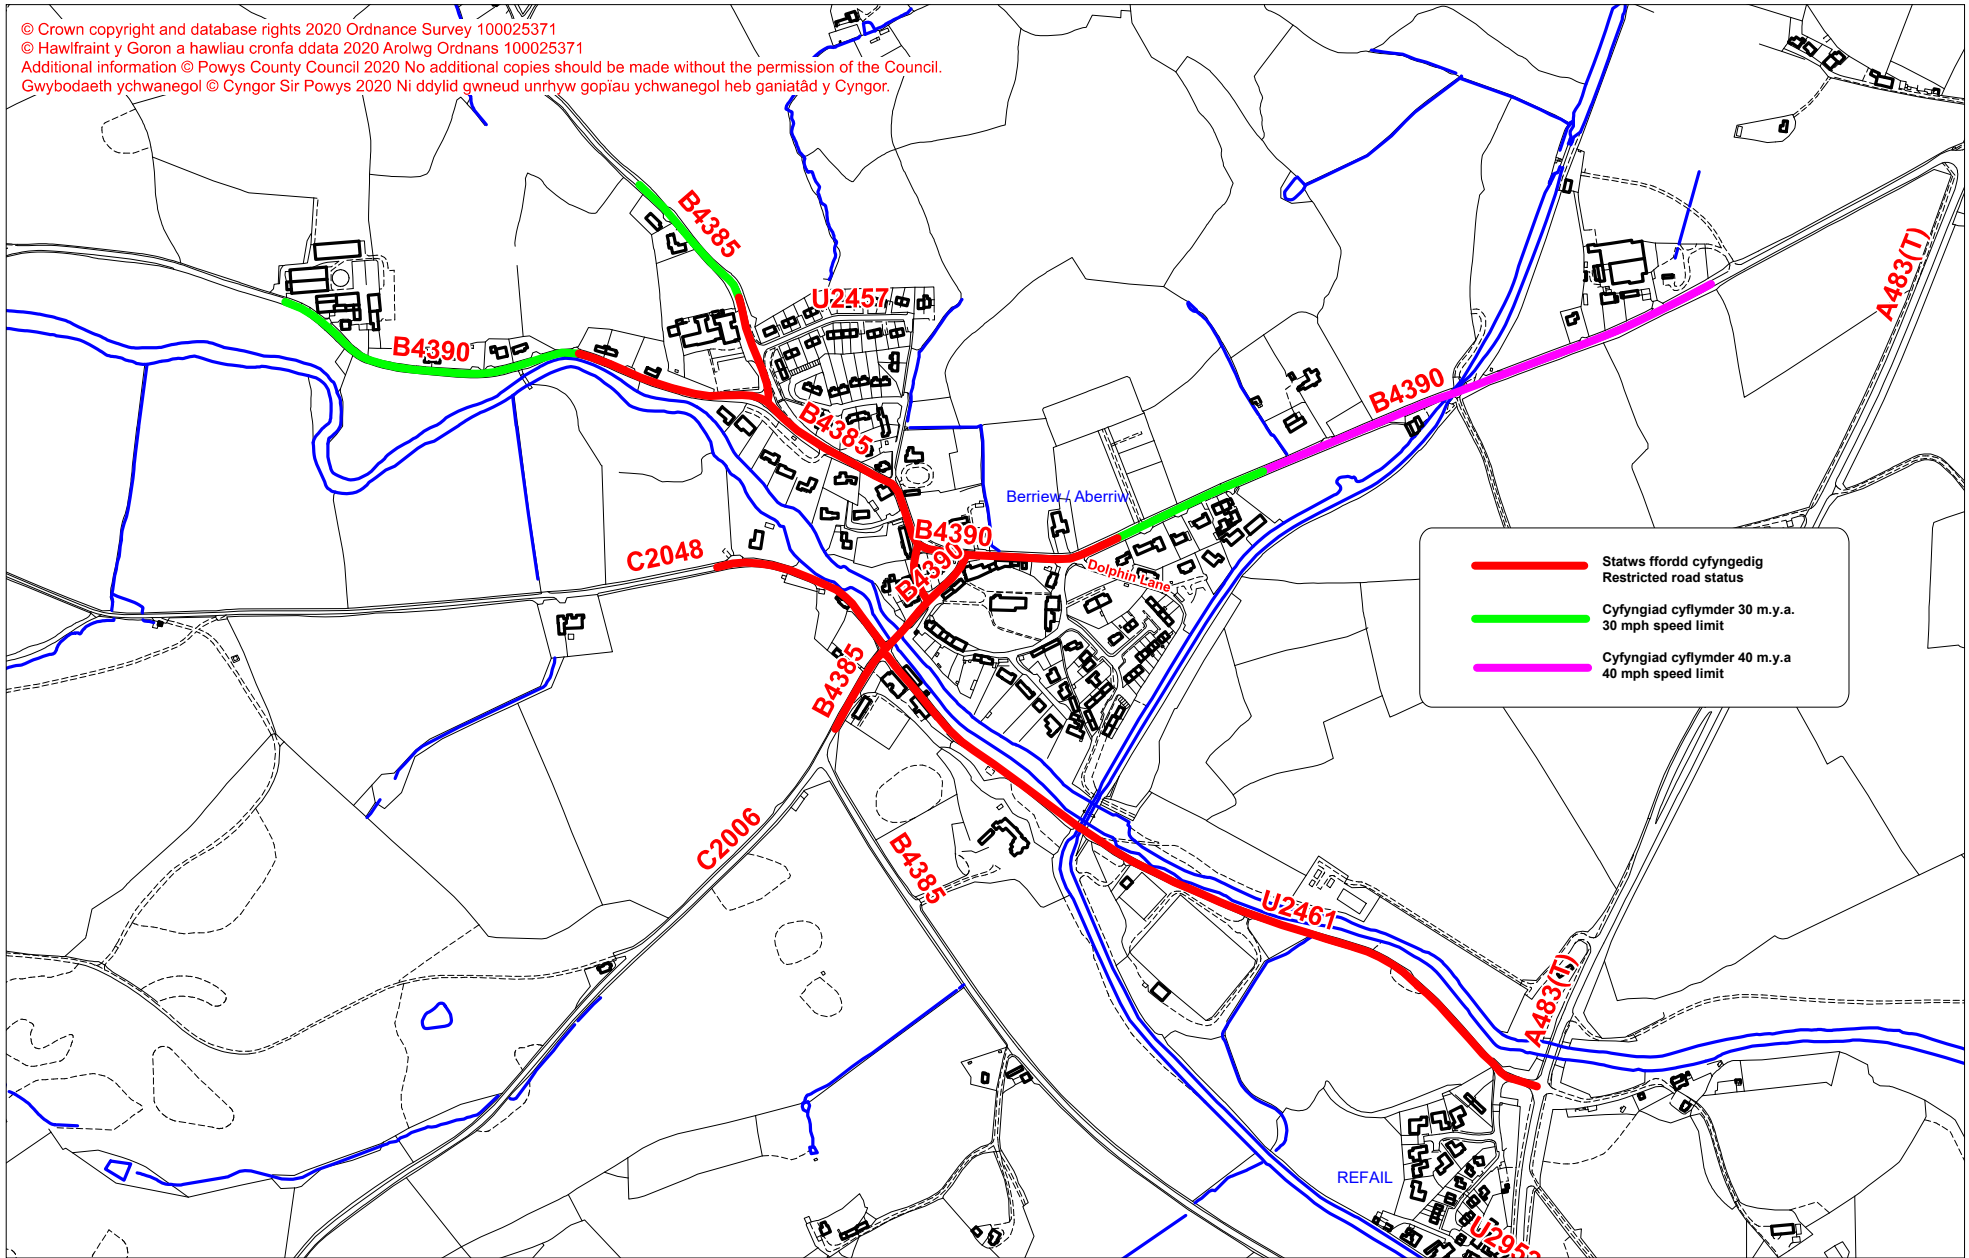 © Crown copyright and database rights 2020 Ordnance Survey 100025371
© Hawlfraint y Goron a hawliau cronfa ddata 2020 Arolwg Ordnans 100025371
Additional information © Powys County Council 2020 No additional copies should be made without the permission of the Council.
Gwybodaeth ychwanegol © Cyngor Sir Powys 2020 Ni ddylid gwneud unrhyw gopïau ychwanegol heb ganiatâd y Cyngor.
B4385
A483(T)
U2457
B4390
B4390
B4385
Berriew / Aberriw
B4390
B4390
C2048
Dolphin Lane
Statws ffordd cyfyngedig
Restricted road status
Cyfyngiad cyflymder 30 m.y.a.
30 mph speed limit
Cyfyngiad cyflymder 40 m.y.a
40 mph speed limit
B4385
C2006
B4385
U2461
A483(T)
REFAIL